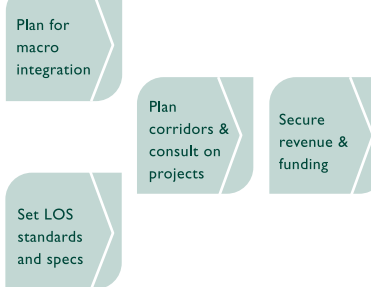 Plan for
macro
integration
Plan
corridors &
consult on
projects
Secure
revenue &
funding
Set LOS
standards
and specs